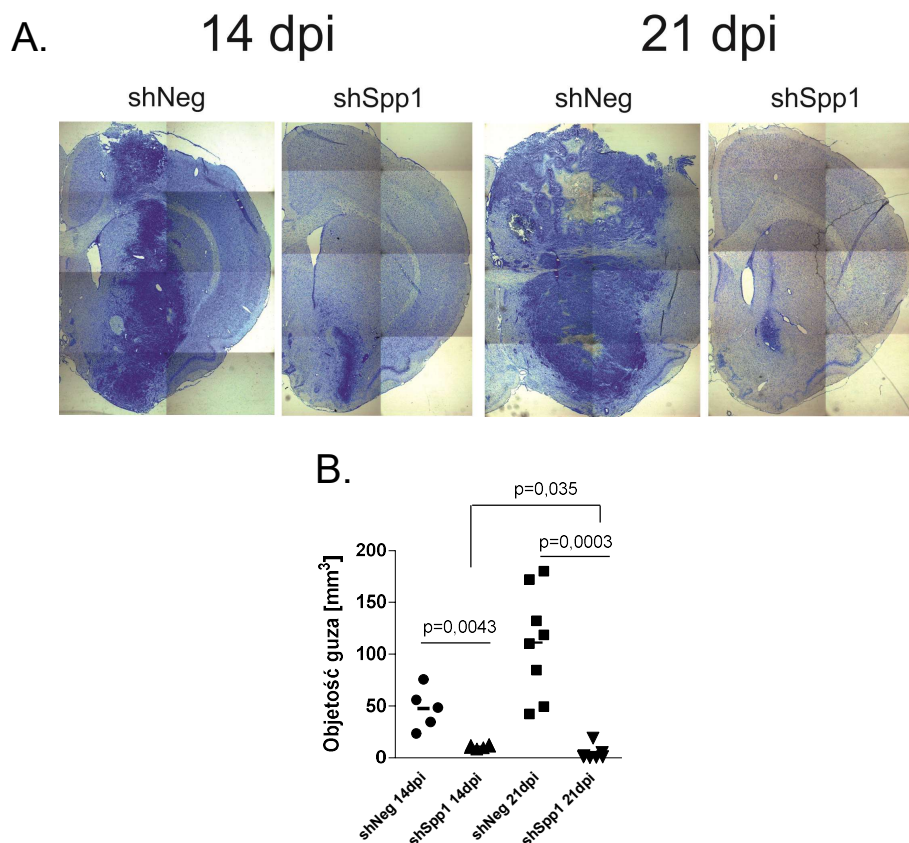 A.
14 dpi
21 dpi
shNeg
shSpp1
shNeg
shSpp1
B.
p=0,035
p=0,0003
p=0,0043
Objetość guza [mm³]
200
150
100
50
0
shNeg 14dpi
shSpp1 14dpi
shNeg 21dpi
shSpp1 21dpi